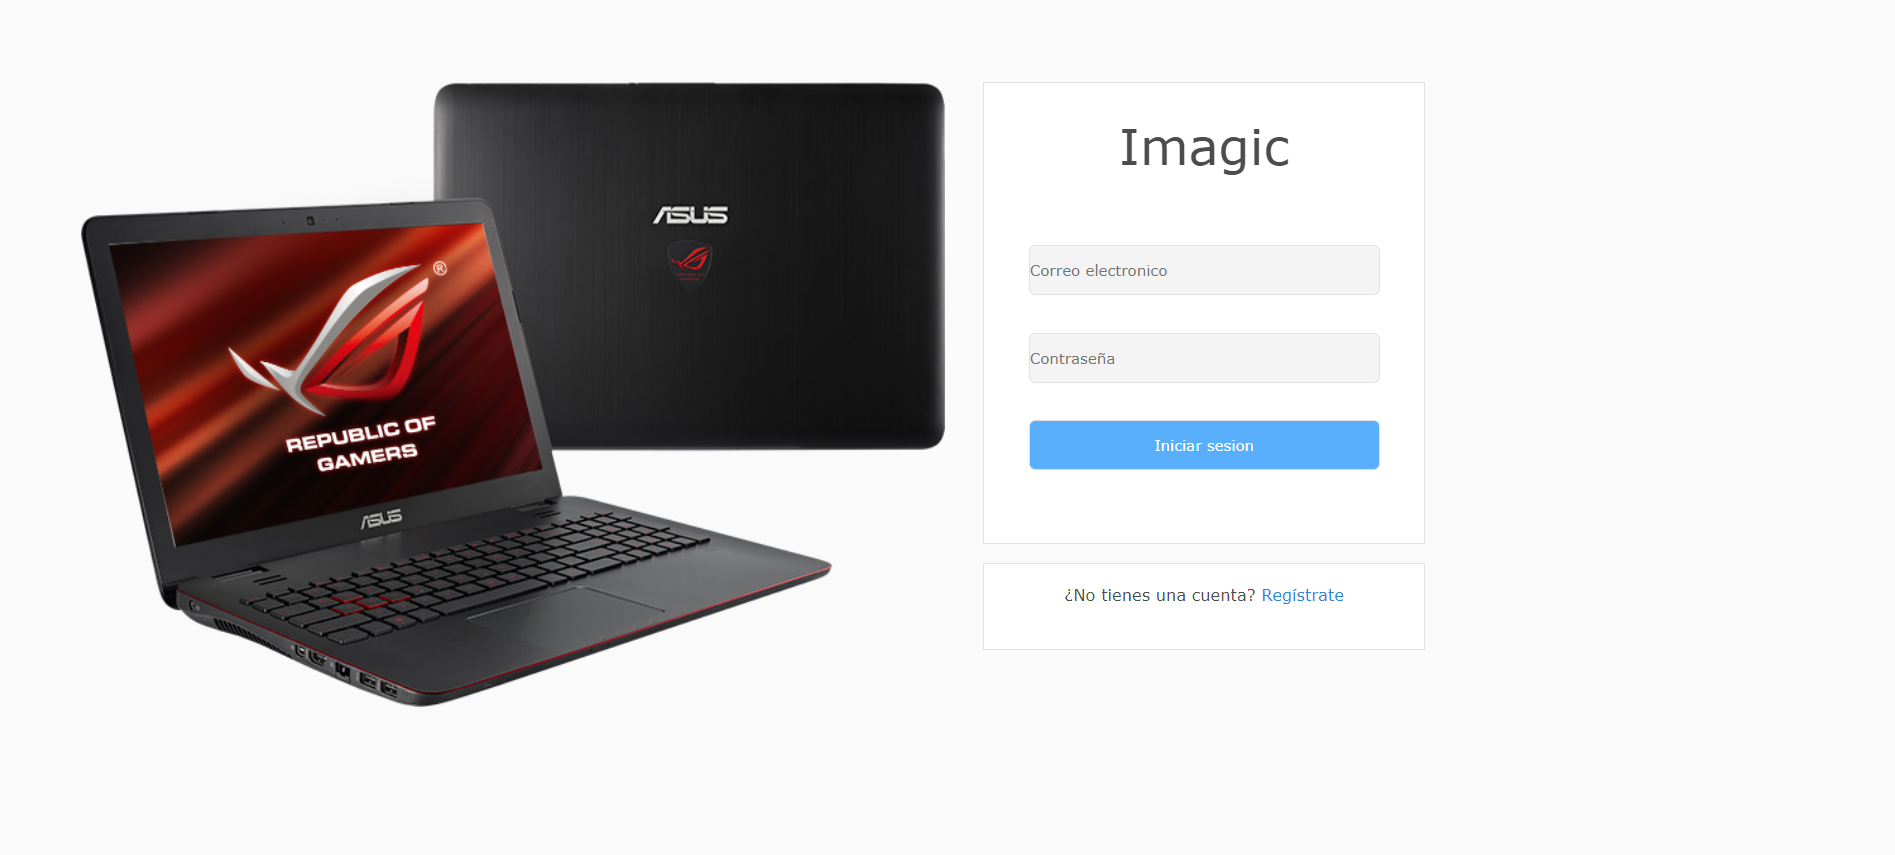 ASUS
®
REPUBLIC OF
GAMERS
ASUS
Imagic
Correo electronico
Contraseña
Iniciar sesion
¿No tienes una cuenta? Regístrate